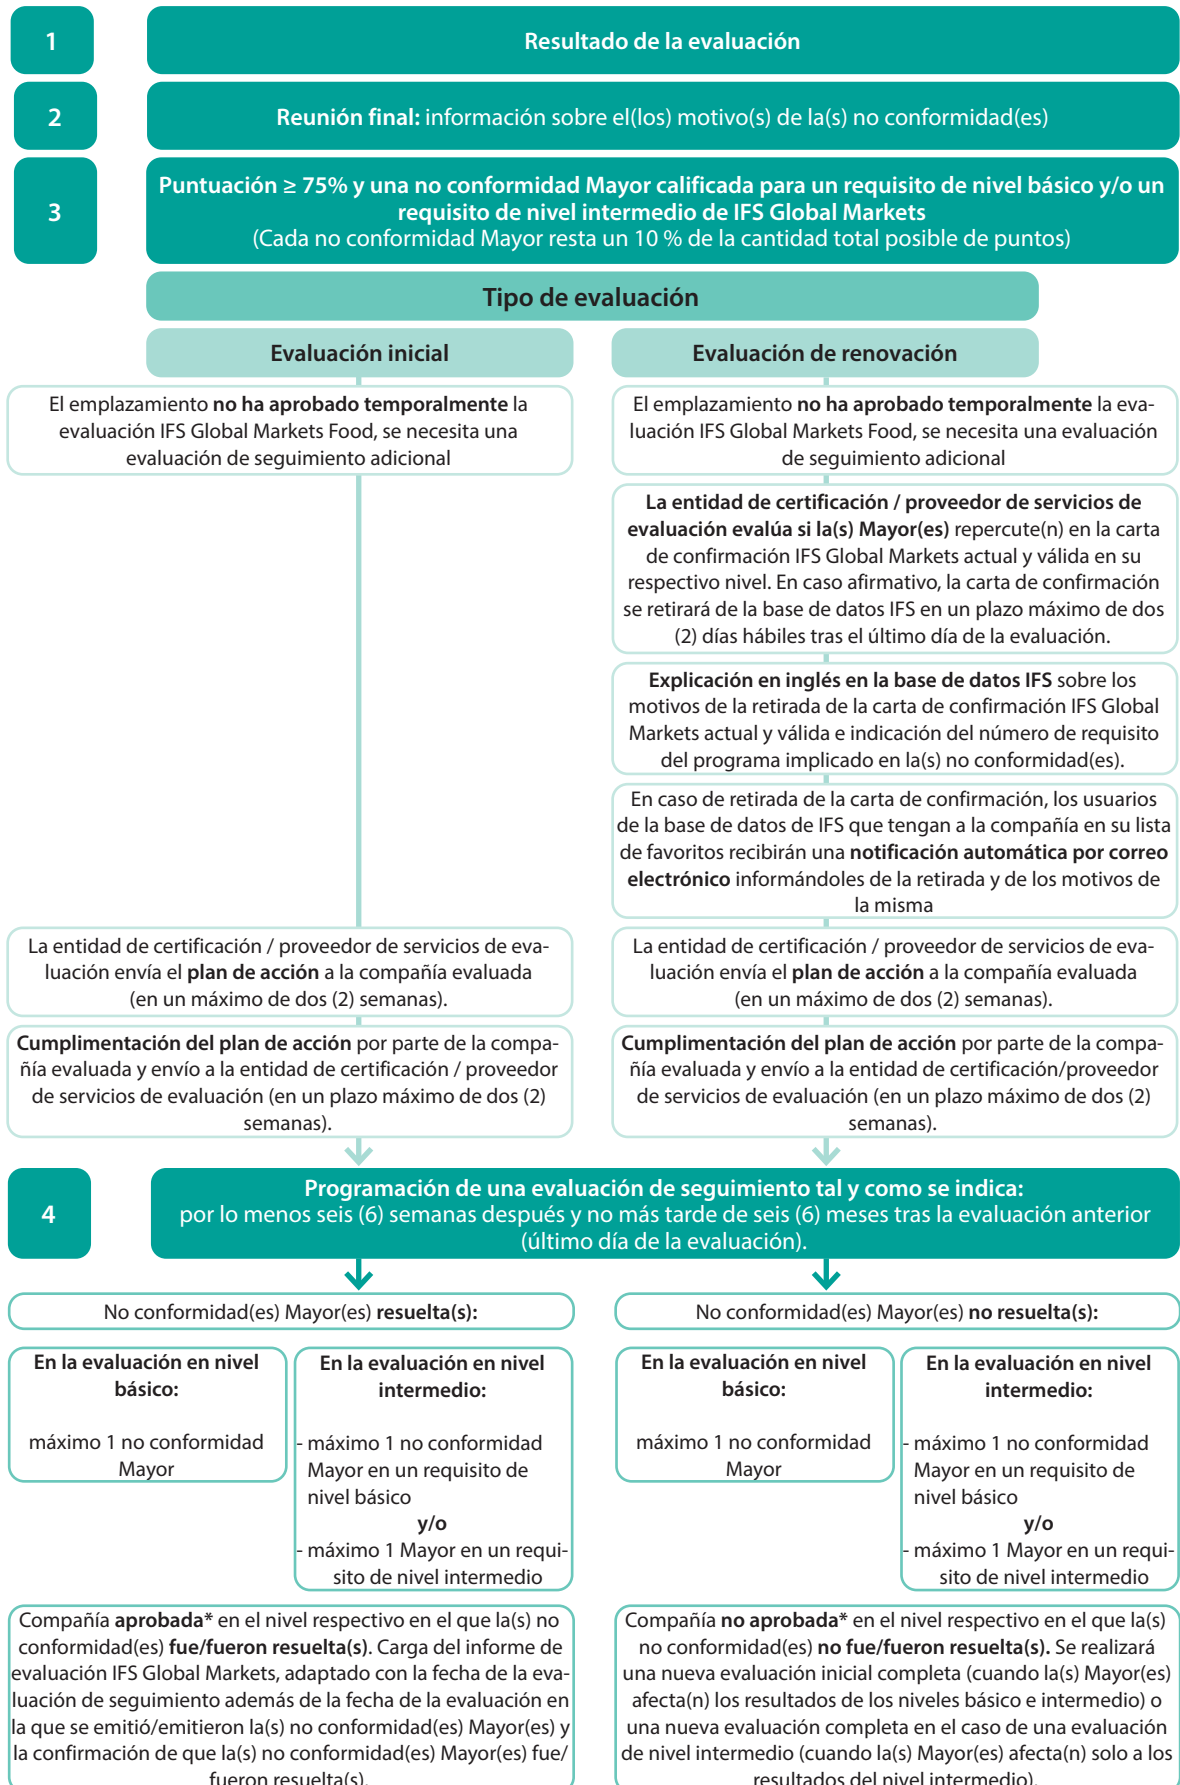 1
Resultado de la evaluación
2
Reunión final: información sobre el(los) motivo(s) de la(s) no conformidad(es)
3
Puntuación ≥ 75% y una no conformidad Mayor calificada para un requisito de nivel básico y/o un
requisito de nivel intermedio de IFS Global Markets
(Cada no conformidad Mayor resta un 10 % de la cantidad total posible de puntos)
Tipo de evaluación
Evaluación inicial
El emplazamiento no ha aprobado temporalmente la
evaluación IFS Global Markets Food, se necesita una
evaluación de seguimiento adicional
La entidad de certificación / proveedor de servicios de eva-
luación envía el plan de acción a la compañía evaluada
(en un máximo de dos (2) semanas).
Cumplimentación del plan de acción por parte de la compa-
ñía evaluada y envío a la entidad de certificación / proveedor
de servicios de evaluación (en un plazo máximo de dos (2)
semanas).
Evaluación de renovación
El emplazamiento no ha aprobado temporalmente la eva-
luación IFS Global Markets Food, se necesita una evaluación
de seguimiento adicional
La entidad de certificación / proveedor de servicios de
evaluación evalúa si la(s) Mayor(es) repercute(n) en la carta
de confirmación IFS Global Markets actual y válida en su
respectivo nivel. En caso afirmativo, la carta de confirmación
se retirará de la base de datos IFS en un plazo máximo de dos
(2) días hábiles tras el último día de la evaluación.
Explicación en inglés en la base de datos IFS sobre los
motivos de la retirada de la carta de confirmación IFS Global
Markets actual y válida e indicación del número de requisito
del programa implicado en la(s) no conformidad(es).
En caso de retirada de la carta de confirmación, los usuarios
de la base de datos de IFS que tengan a la compañía en su lista
de favoritos recibirán una notificación automática por correo
electrónico informándoles de la retirada y de los motivos de
la misma
La entidad de certificación / proveedor de servicios de eva-
luación envía el plan de acción a la compañía evaluada
(en un máximo de dos (2) semanas).
Cumplimentación del plan de acción por parte de la compa-
ñía evaluada y envío a la entidad de certificación/proveedor
de servicios de evaluación (en un plazo máximo de dos (2)
semanas).
4
Programación de una evaluación de seguimiento tal y como se indica:
por lo menos seis (6) semanas después y no más tarde de seis (6) meses tras la evaluación anterior
(último día de la evaluación).
No conformidad(es) Mayor(es) resuelta(s):
En la evaluación en nivel
básico:
máximo 1 no conformidad
Mayor
En la evaluación en nivel
intermedio:
- máximo 1 no conformidad
Mayor en un requisito de
nivel básico
y/o
- máximo 1 Mayor en un requi-
sito de nivel intermedio
Compañía aprobada* en el nivel respectivo en el que la(s) no
conformidad(es) fue/fueron resuelta(s). Carga del informe de
evaluación IFS Global Markets, adaptado con la fecha de la eva-
luación de seguimiento además de la fecha de la evaluación en
la que se emitió/emitieron la(s) no conformidad(es) Mayor(es) y
la confirmación de que la(s) no conformidad(es) Mayor(es) fue/
fueron resuelta(s).
No conformidad(es) Mayor(es) no resuelta(s):
En la evaluación en nivel
básico:
máximo 1 no conformidad
Mayor
En la evaluación en nivel
intermedio:
- máximo 1 no conformidad
Mayor en un requisito de
nivel básico
y/o
- máximo 1 Mayor en un requi-
sito de nivel intermedio
Compañía no aprobada* en el nivel respectivo en el que la(s)
no conformidad(es) no fue/fueron resuelta(s). Se realizará
una nueva evaluación inicial completa (cuando la(s) Mayor(es)
afecta(n) los resultados de los niveles básico e intermedio) o
una nueva evaluación completa en el caso de una evaluación
de nivel intermedio (cuando la(s) Mayor(es) afecta(n) solo a los
resultados del nivel intermedio).